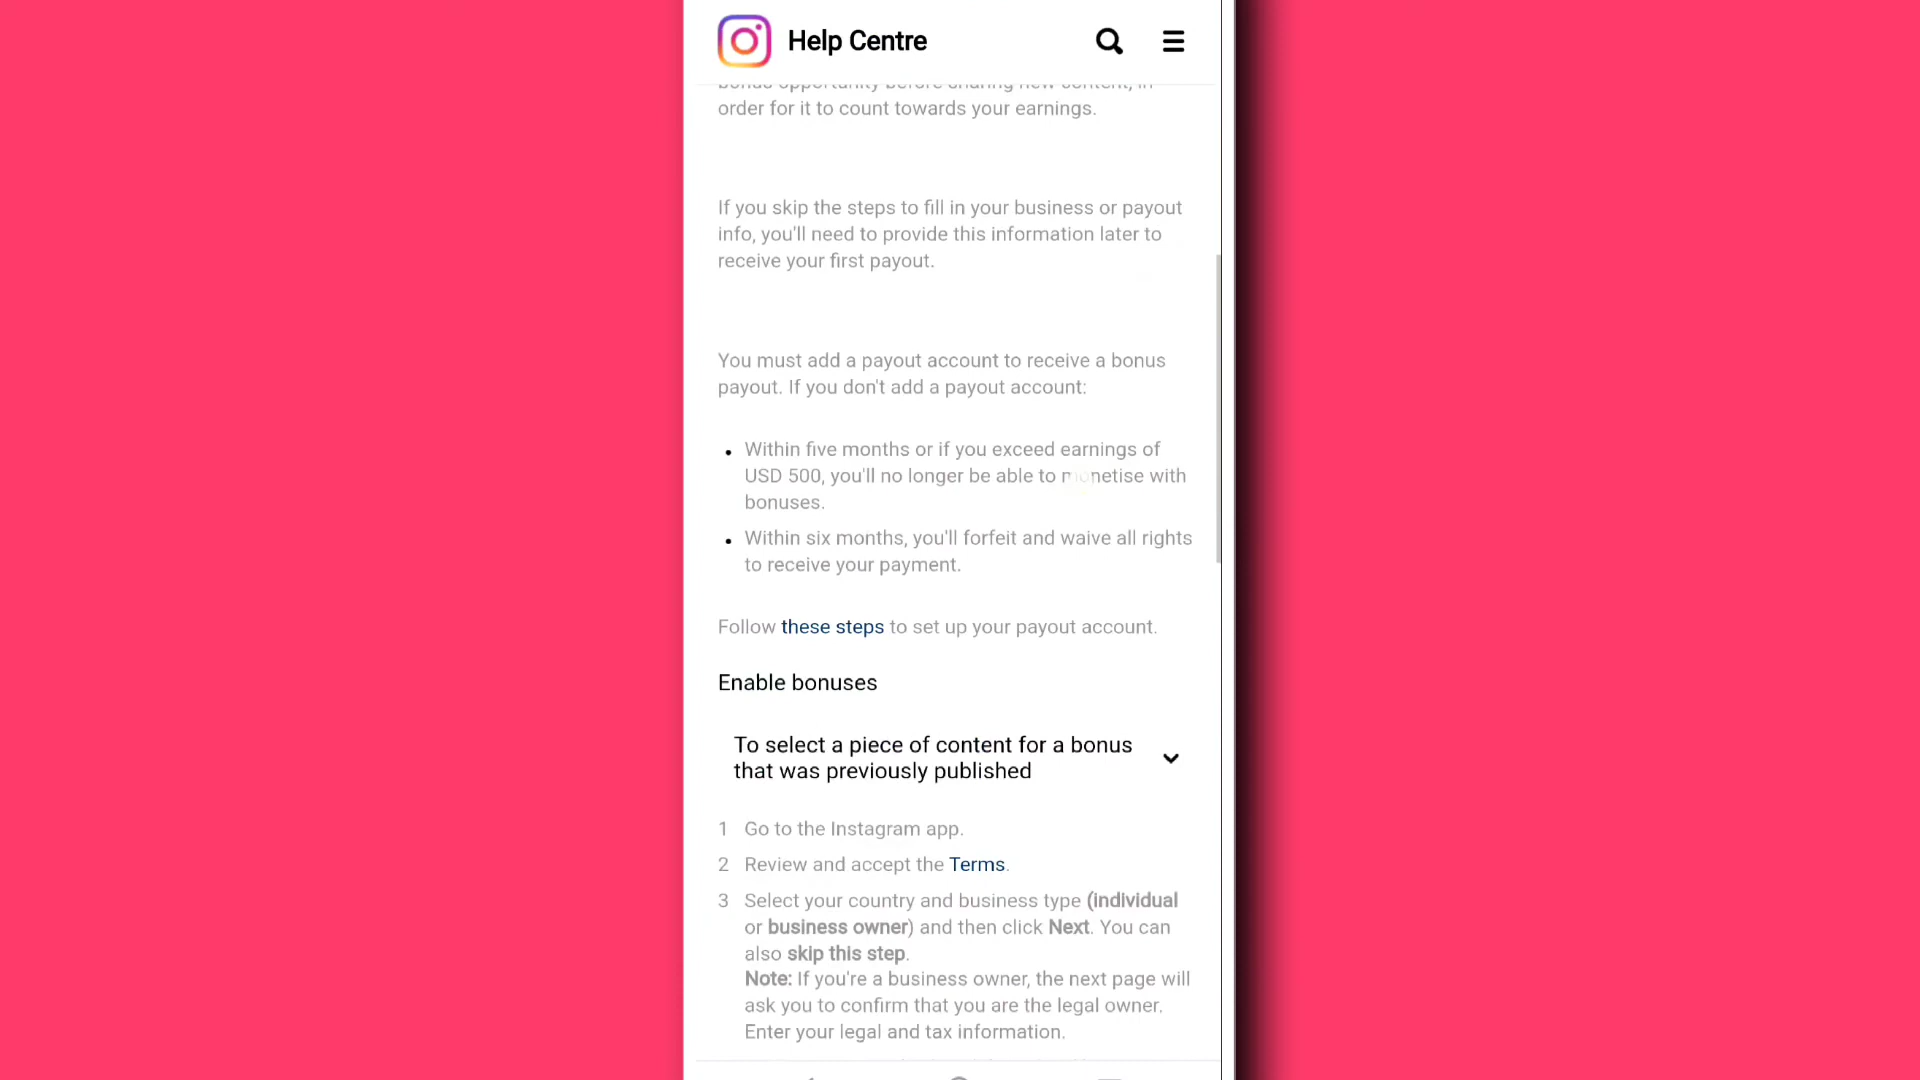 Help Centre
bonus opportunity before sharing new content, in
order for it to count towards your earnings.
If you skip the steps to fill in your business or payout
info, you'll need to provide this information later to
receive your first payout.
You must add a payout account to receive a bonus
payout. If you don't add a payout account:
Within five months or if you exceed earnings of
USD 500, you'll no longer be able to monetise with
bonuses.
Within six months, you'll forfeit and waive all rights
to receive your payment.
Follow these steps to set up your payout account.
Enable bonuses
To select a piece of content for a bonus
that was previously published
1 Go to the Instagram app.
2 Review and accept the Terms.
3 Select your country and business type (individual
or business owner) and then click Next. You can
also skip this step.
Note: If you're a business owner, the next page will
ask you to confirm that you are the legal owner.
Enter your legal and tax information.